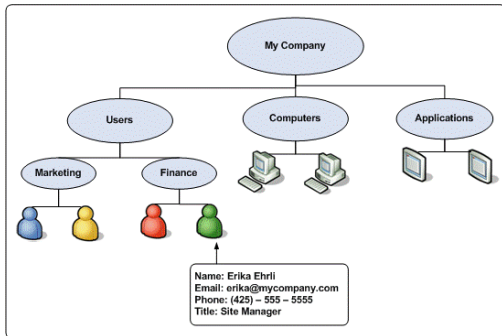 My Company
Users
Computers
Applications
Marketing
Finance
Name: Erika Ehrli
Email: erika@mycompany.com
Phone: (425) – 555 – 5555
Title: Site Manager